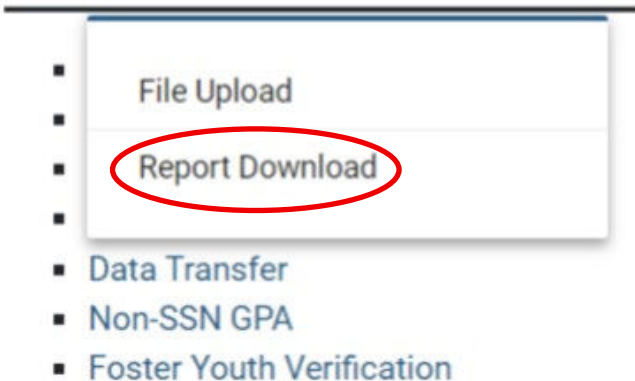 File Upload
Report Download
Data Transfer
Non-SSN GPA
Foster Youth Verification